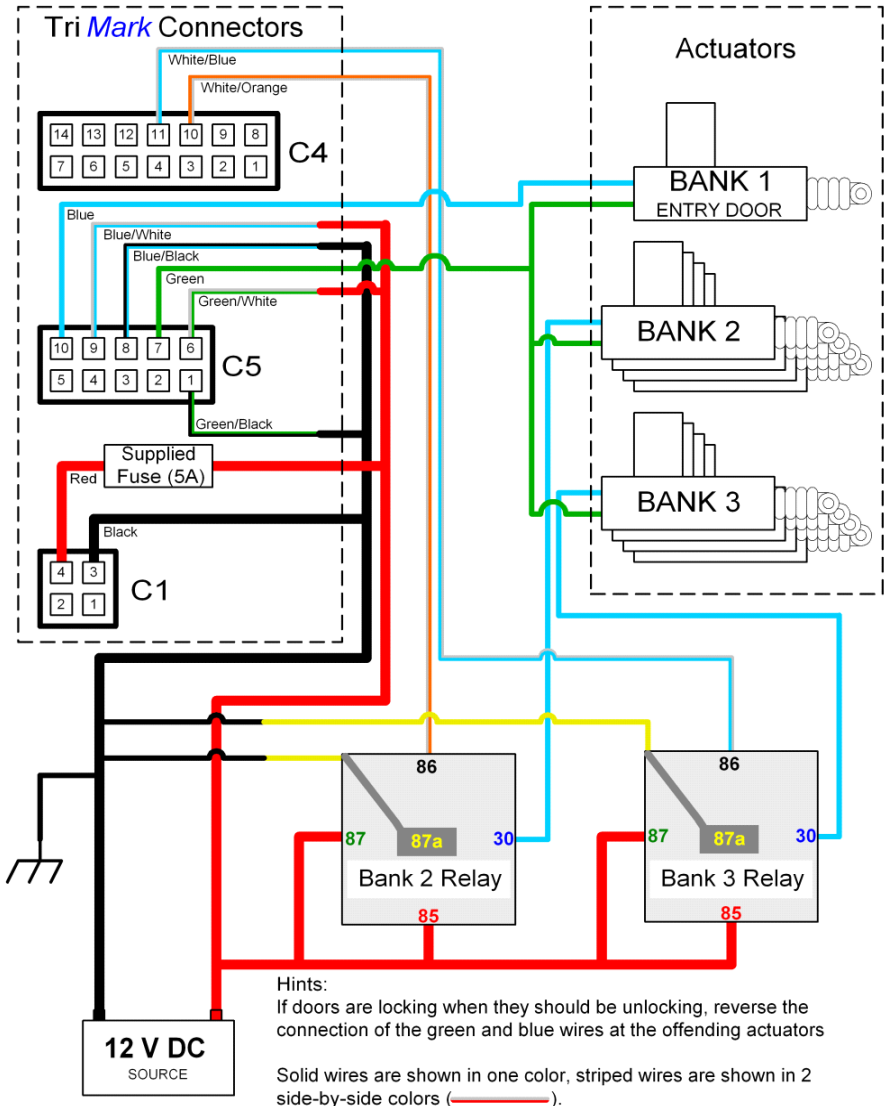 Tri Mark Connectors
White/Blue
White/Orange
14 13 12 11 10 9 8
7 6 5 4 3 2 1
C4
Blue
Blue/White
Blue/Black
Green
Green/White
10 9 8 7 6
5 4 3 2 1
C5
Green/Black
Supplied
Fuse (5A)
Red
Black
4 3
2 1
C1
Actuators
BANK 1
ENTRY DOOR
BANK 2
BANK 3
86
87
87a
30
Bank 2 Relay
85
86
87
87a
30
Bank 3 Relay
85
12 V DC
SOURCE
Hints:
If doors are locking when they should be unlocking, reverse the
connection of the green and blue wires at the offending actuators
Solid wires are shown in one color, striped wires are shown in 2
side-by-side colors ( ).